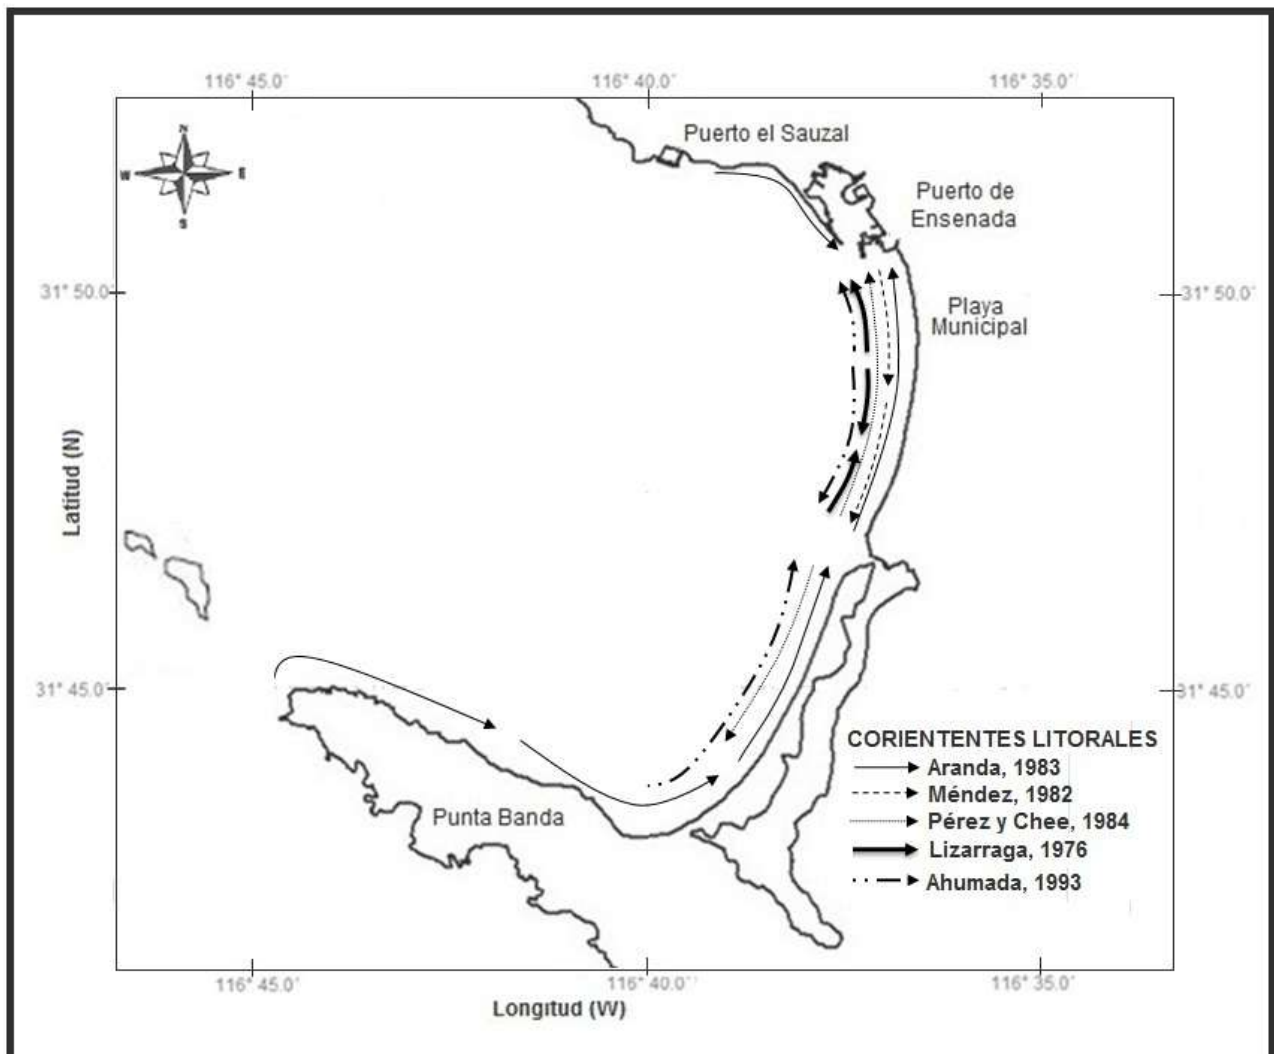 116° 45.0´ 116° 40.0´ 116° 35.0´
Puerto el Sauzal
N
W E
S
Puerto de
Ensenada
31° 50.0´ 31° 50.0´
Playa
Municipal
Latitud (N)
31° 45.0´ 31° 45.0´
CORIENTENTES LITORALES
Aranda, 1983
Méndez, 1982
Punta Banda
Pérez y Chee, 1984
Lizarraga, 1976
Ahumada, 1993
116° 45.0´ 116° 40.0´ 116° 35.0´
Longitud (W)